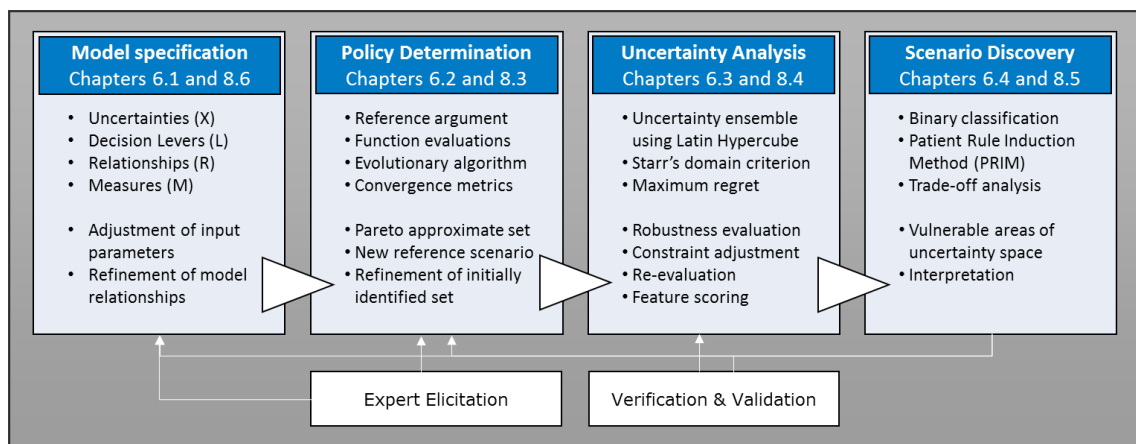 Model specification
Chapters 6.1 and 8.6
• Uncertainties (X)
• Decision Levers (L)
• Relationships (R)
• Measures (M)
• Adjustment of input
parameters
• Refinement of model
relationships
Policy Determination
Chapters 6.2 and 8.3
• Reference argument
• Function evaluations
• Evolutionary algorithm
• Convergence metrics
• Pareto approximate set
• New reference scenario
• Refinement of initially
identified set
Uncertainty Analysis
Chapters 6.3 and 8.4
• Uncertainty ensemble
using Latin Hypercube
• Starr's domain criterion
• Maximum regret
• Robustness evaluation
• Constraint adjustment
• Re-evaluation
• Feature scoring
Scenario Discovery
Chapters 6.4 and 8.5
• Binary classification
• Patient Rule Induction
Method (PRIM)
• Trade-off analysis
• Vulnerable areas of
uncertainty space
• Interpretation
Expert Elicitation
Verification & Validation